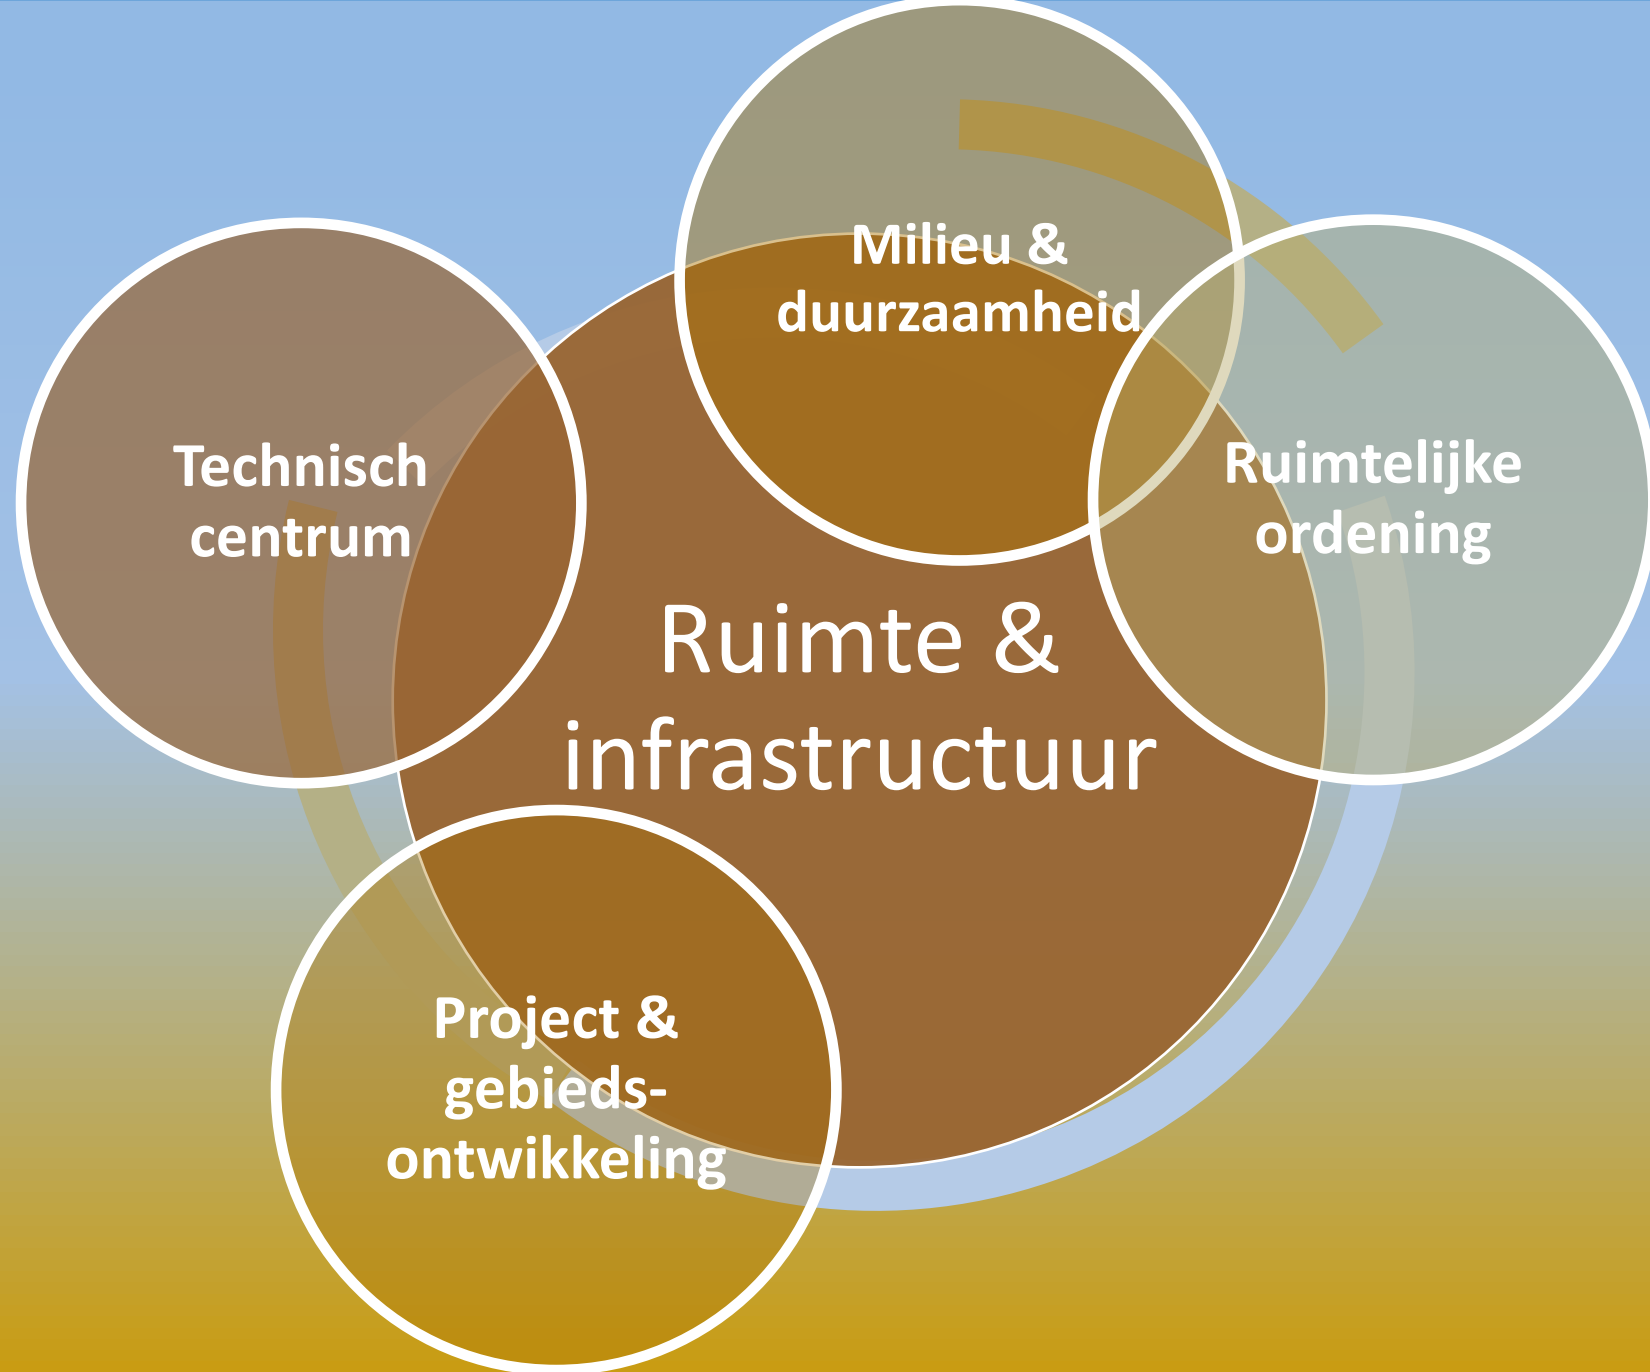 Milieu &
duurzaamheid
Technisch
centrum
Ruimtelijke
ordening
Ruimte &
infrastructuur
Project &
gebieds-
ontwikkeling